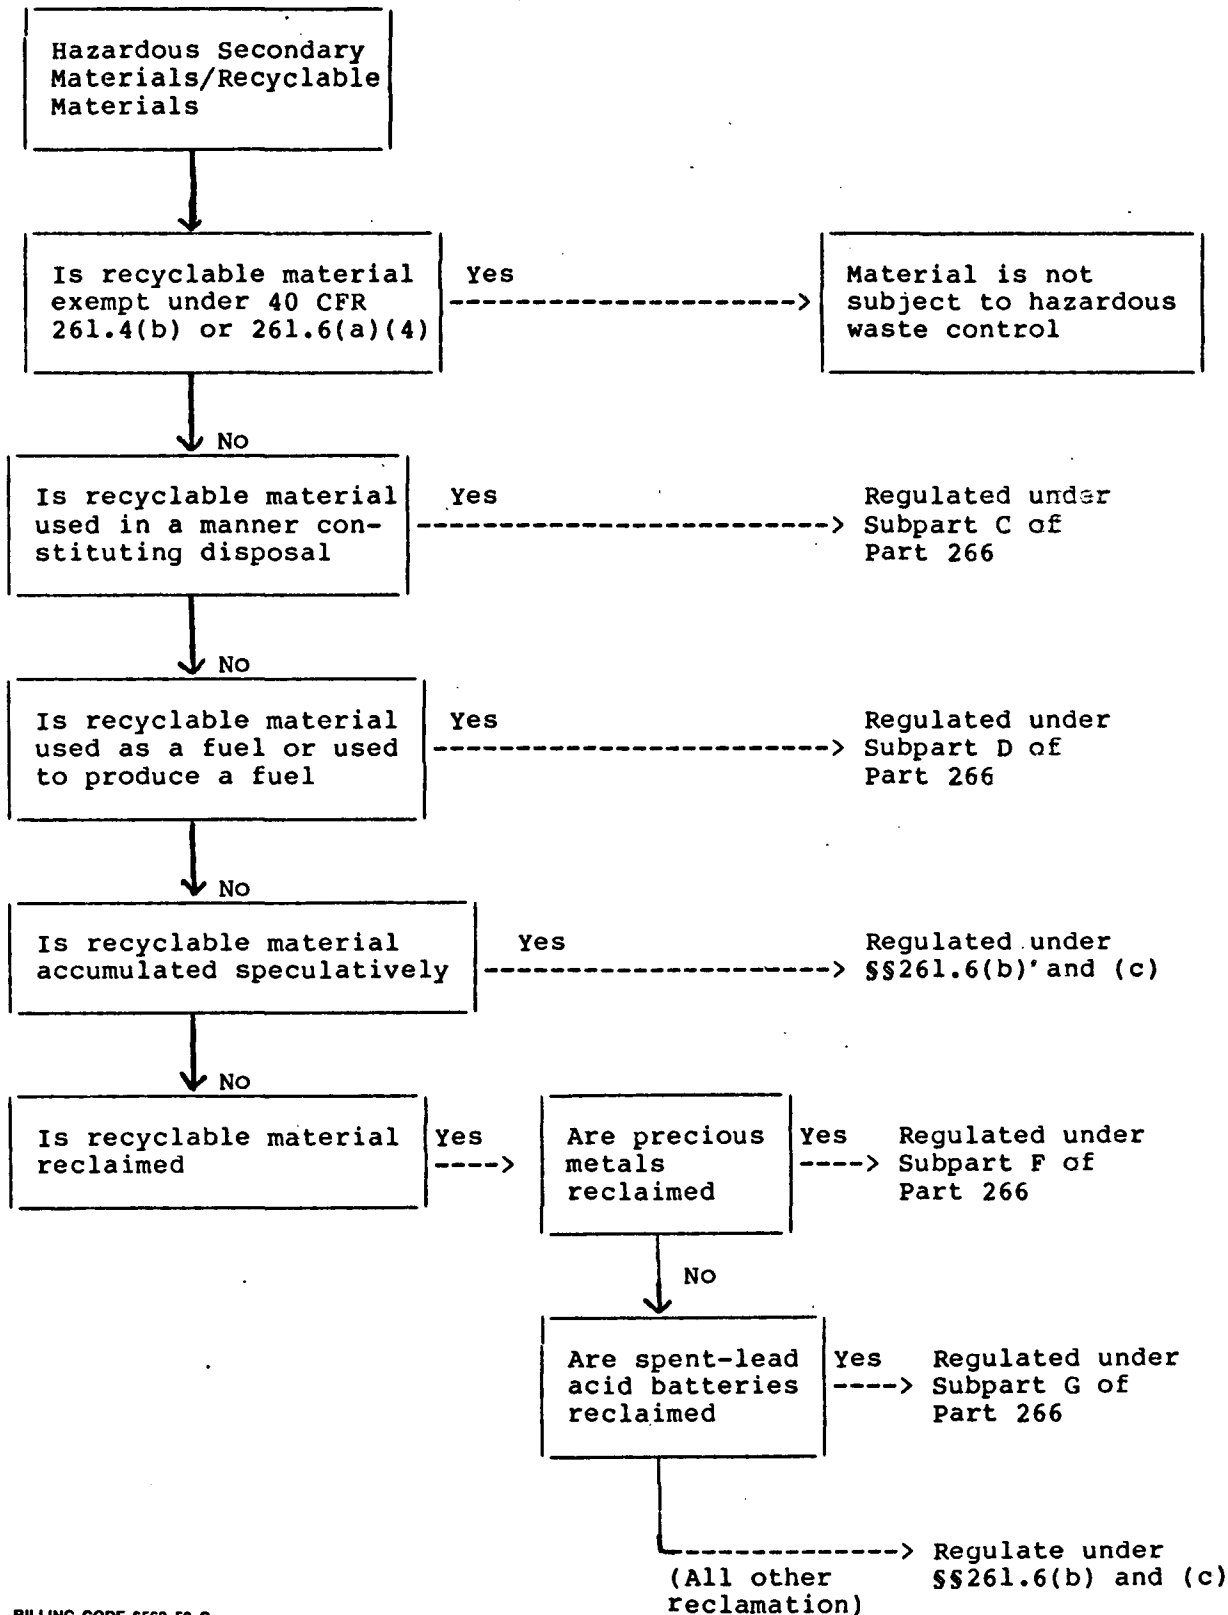 Hazardous Secondary
Materials/Recyclable
Materials
Is recyclable material
exempt under 40 CFR
261.4(b) or 261.6(a)(4)
Yes
Material is not
subject to hazardous
waste control
No
Is recyclable material
used in a manner con-
stituting disposal
Yes
Regulated under
Subpart C of
Part 266
No
Is recyclable material
used as a fuel or used
to produce a fuel
Yes
Regulated under
Subpart D of
Part 266
No
Is recyclable material
accumulated speculatively
Yes
Regulated under
§§261.6(b) and (c)
No
Is recyclable material
reclaimed
Yes
Are precious
metals
reclaimed
Yes
Regulated under
Subpart F of
Part 266
No
Are spent-lead
acid batteries
reclaimed
Yes
Regulated under
Subpart G of
Part 266
(All other
reclamation)
Regulate under
§§261.6(b) and (c)
BILLING CODE